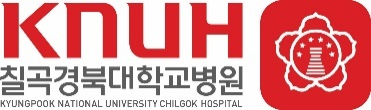 KNUH
칠곡경북대학교병원
KYUNGPOOK NATIONAL UNIVERSITY CHILGOK HOSPITAL